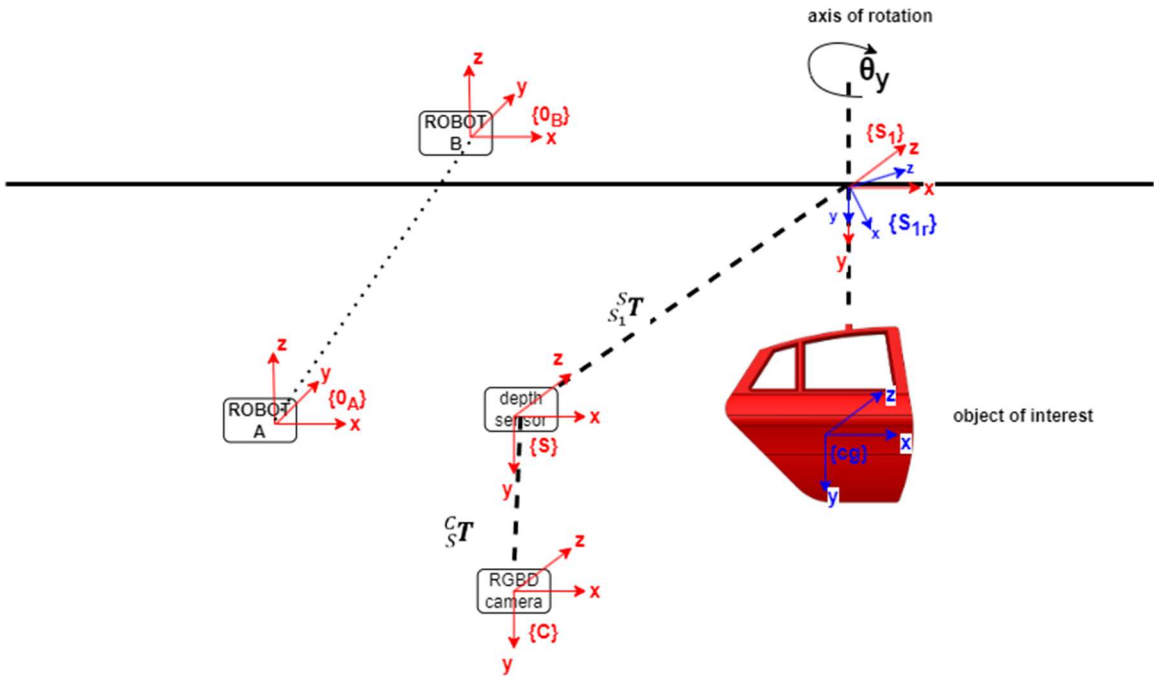 axis of rotation
θy
z
y
{0B}
x
ROBOT
B
{S1}
z
z
x
y
x
{S1r}
y
S
S1T
z
y
{0A}
x
ROBOT
A
z
depth
sensor
x
{S}
y
z
x
{cg}
y
object of interest
C
ST
z
RGBD
camera
x
{C}
y